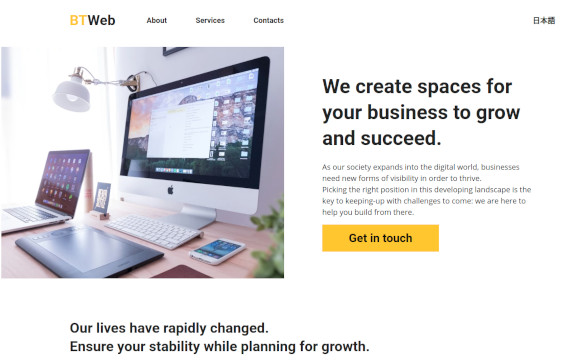 BTWeb
About
Services
Contacts
日本語
We create spaces for
your business to grow
and succeed.
As our society expands into the digital world, businesses
need new forms of visibility in order to thrive.
Picking the right position in this developing landscape is the
key to keeping-up with challenges to come: we are here to
help you build from there.
Get in touch
Our lives have rapidly changed.
Ensure your stability while planning for growth.